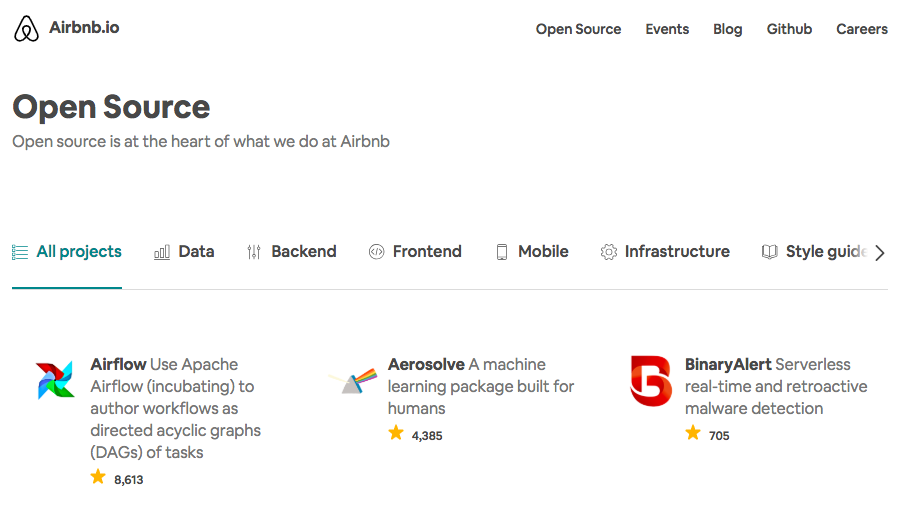 Airbnb.io
Open Source Events Blog Github Careers
Open Source
Open source is at the heart of what we do at Airbnb
All projects Data Backend Frontend Mobile Infrastructure Style guide
Airflow Use Apache
Airflow (incubating) to
author workflows as
directed acyclic graphs
(DAGs) of tasks
8,613
Aerosolve A machine
learning package built for
humans
4,385
BinaryAlert Serverless
real-time and retroactive
malware detection
705